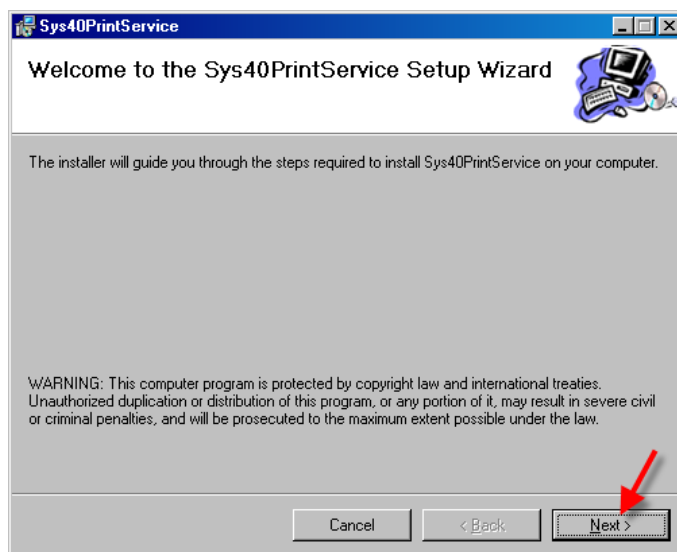 Sys40PrintService
Welcome to the Sys40PrintService Setup Wizard
The installer will guide you through the steps required to install Sys40PrintService on your computer.
WARNING: This computer program is protected by copyright law and international treaties.
Unauthorized duplication or distribution of this program, or any portion of it, may result in severe civil
or criminal penalties, and will be prosecuted to the maximum extent possible under the law.
Cancel
< Back
Next >